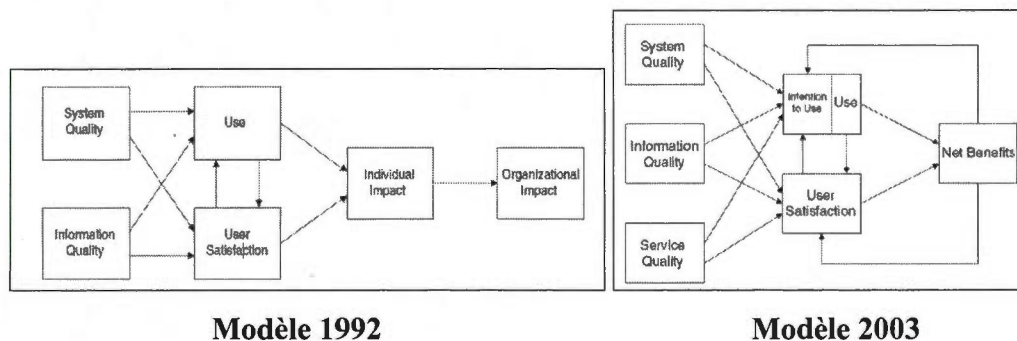 System
Quality
Use
Individual
Impact
Organizational
Impact
Information
Quality
User
Satisfaction
Modèle 1992
System
Quality
Intention
to Use
Use
Information
Quality
Net Benefits
User
Satisfaction
Service
Quality
Modèle 2003